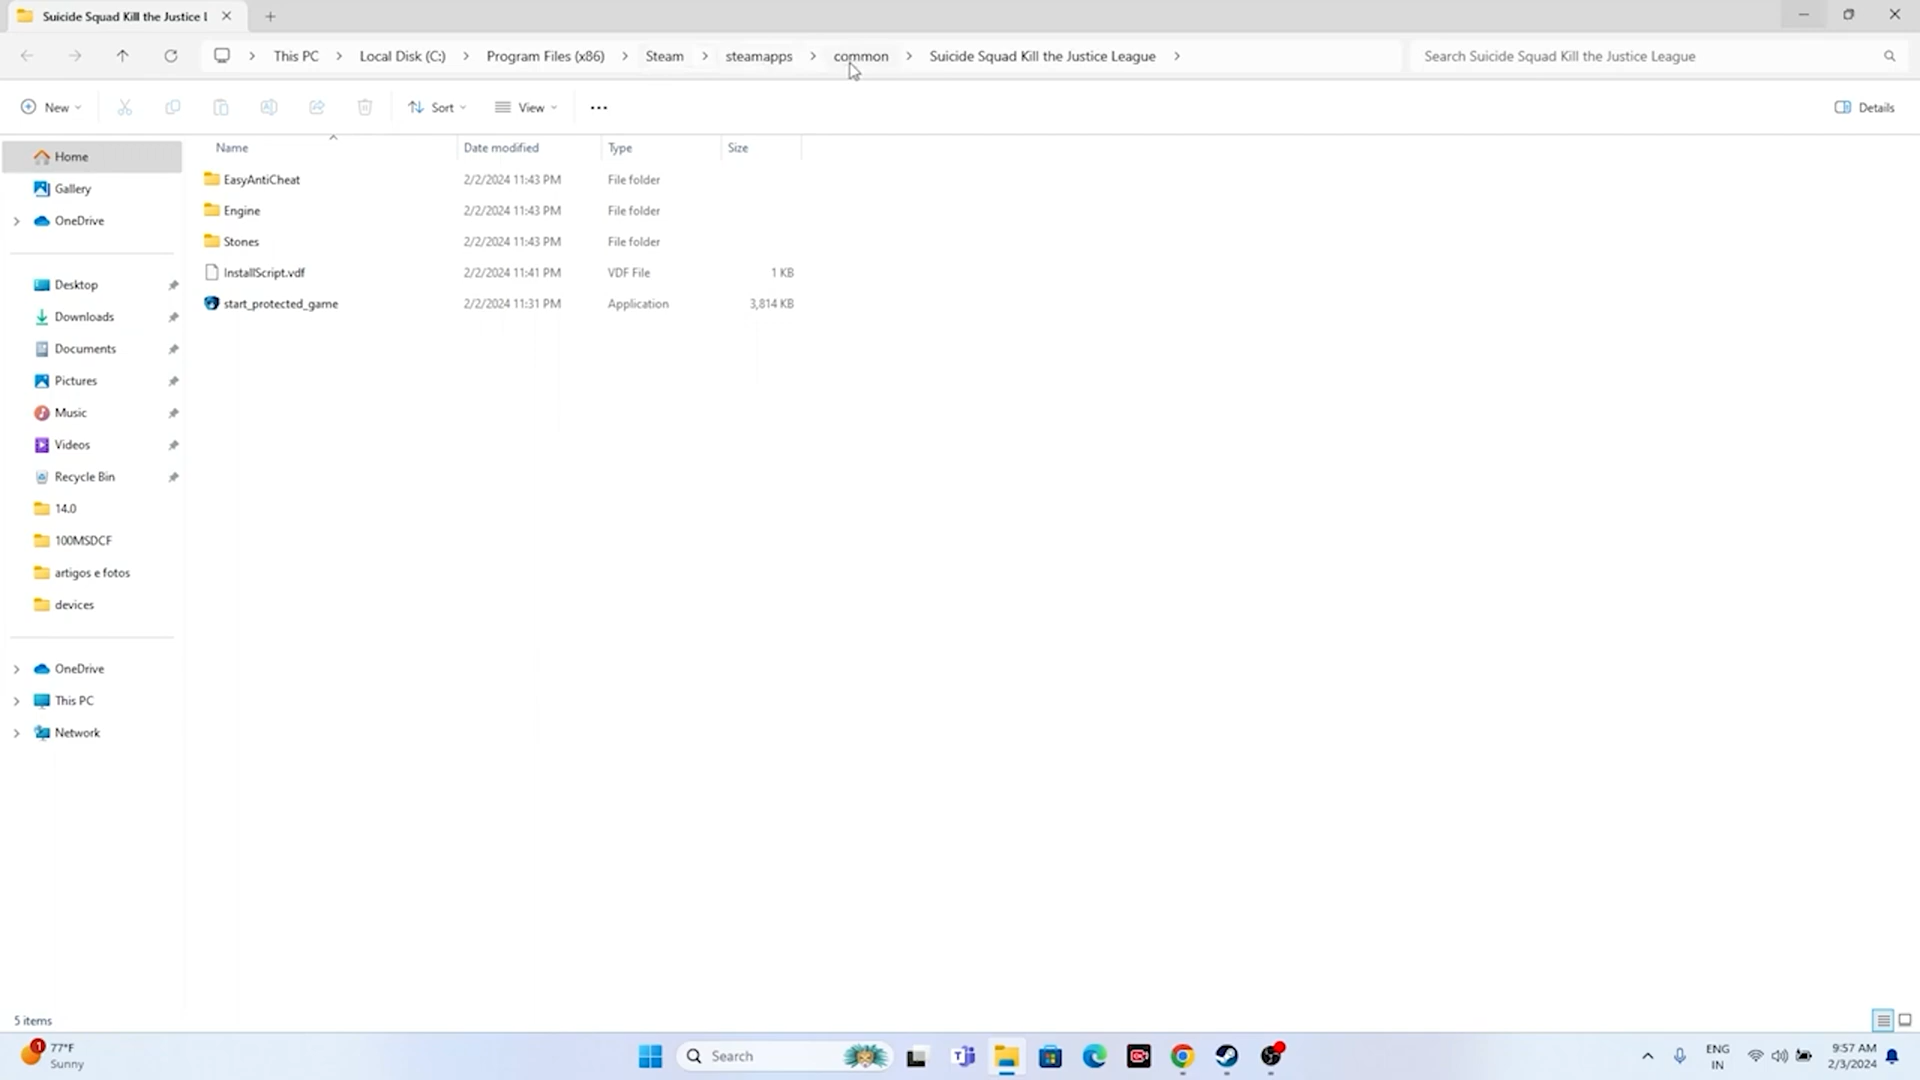 Suicide Squad Kill the Justice L
This PC > Local Disk (C:) > Program Files (x86) > Steam > steamapps > common > Suicide Squad Kill the Justice League >
Search Suicide Squad Kill the Justice League
New
Sort
View
Details
Name Date modified Type Size
EasyAntiCheat 2/2/2024 11:43 PM File folder
Engine 2/2/2024 11:43 PM File folder
Stones 2/2/2024 11:43 PM File folder
InstallScript.vdf 2/2/2024 11:41 PM VDF File 1 KB
start_protected_game 2/2/2024 11:31 PM Application 3,814 KB
Home
Gallery
OneDrive
Desktop
Downloads
Documents
Pictures
Music
Videos
Recycle Bin
14.0
100MSDCF
artigos e fotos
devices
OneDrive
This PC
Network
5 items
1
77°F
Sunny
Search
ENG
IN
9:57 AM
2/3/2024